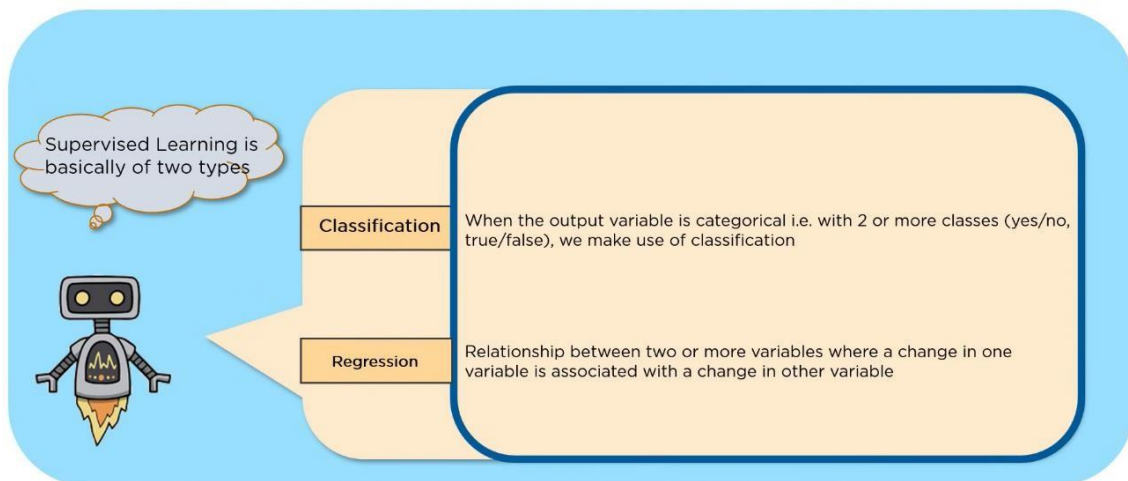 Supervised Learning is
basically of two types
Classification
When the output variable is categorical i.e. with 2 or more classes (yes/no,
true/false), we make use of classification
Regression
Relationship between two or more variables where a change in one
variable is associated with a change in other variable